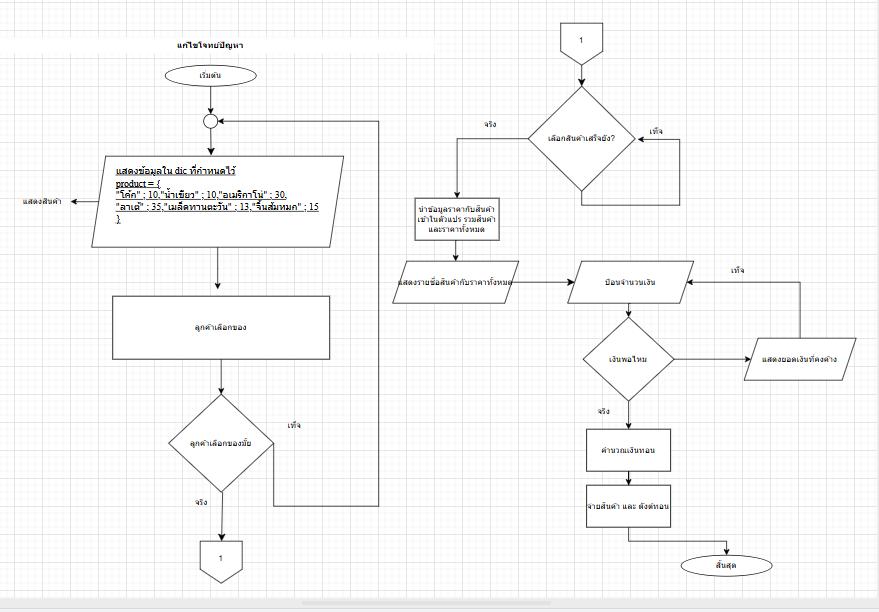 แก้ไขโจทย์ปัญหา
เริ่มต้น
แสดงข้อมูลใน dic ที่กำหนดไว้
product = {
"โค้ก" ; 10,"น้ำเขียว" ; 10,"อเมริกาโน่" ; 30,
"ลาเต้" ; 35,"เมล็ดทานตะวัน" ; 13,"จิ้นส้มหมก" ; 15
}
แสดงสินค้า
ลูกค้าเลือกของ
ลูกค้าเลือกของมั้ย
เท็จ
จริง
1
1
เลือกสินค้าเสร็จยัง?
จริง
เท็จ
นำข้อมูลราคากับสินค้า
เข้าในตัวแปร รวมสินค้า
และราคาทั้งหมด
แสดงรายชื่อสินค้ากับราคาทั้งหมด
ป้อนจำนวนเงิน
เท็จ
เงินพอไหม
แสดงยอดเงินที่คงค้าง
จริง
คำนวณเงินทอน
จ่ายสินค้า และ ตังค์ทอน
สิ้นสุด